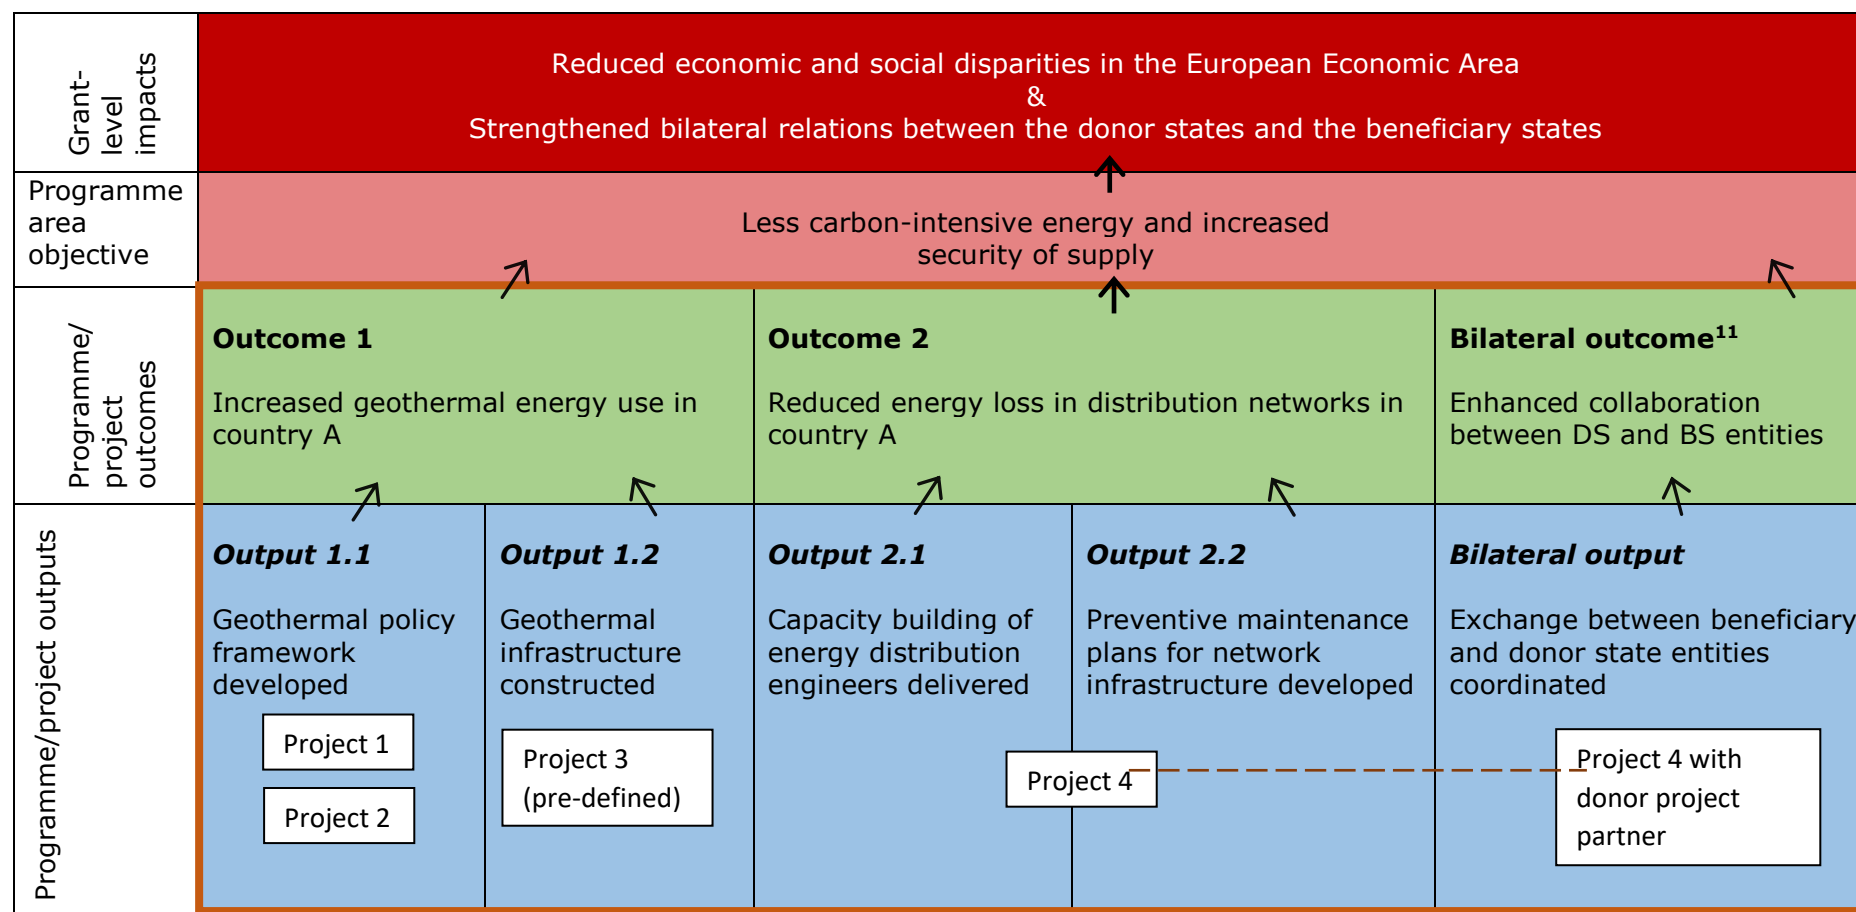 Grant-
level
impacts
Reduced economic and social disparities in the European Economic Area
&
Strengthened bilateral relations between the donor states and the beneficiary states
Programme
area
objective
Less carbon-intensive energy and increased
security of supply
Programme/
project
outcomes
Outcome 1
Increased geothermal energy use in
country A
Outcome 2
Reduced energy loss in distribution networks in
country A
Bilateral outcome¹¹
Enhanced collaboration
between DS and BS entities
Programme/project outputs
Output 1.1
Geothermal policy
framework
developed
Project 1
Project 2
Output 1.2
Geothermal
infrastructure
constructed
Project 3
(pre-defined)
Output 2.1
Capacity building of
energy distribution
engineers delivered
Output 2.2
Preventive maintenance
plans for network
infrastructure developed
Project 4
Bilateral output
Exchange between beneficiary
and donor state entities
coordinated
Project 4 with
donor project
partner